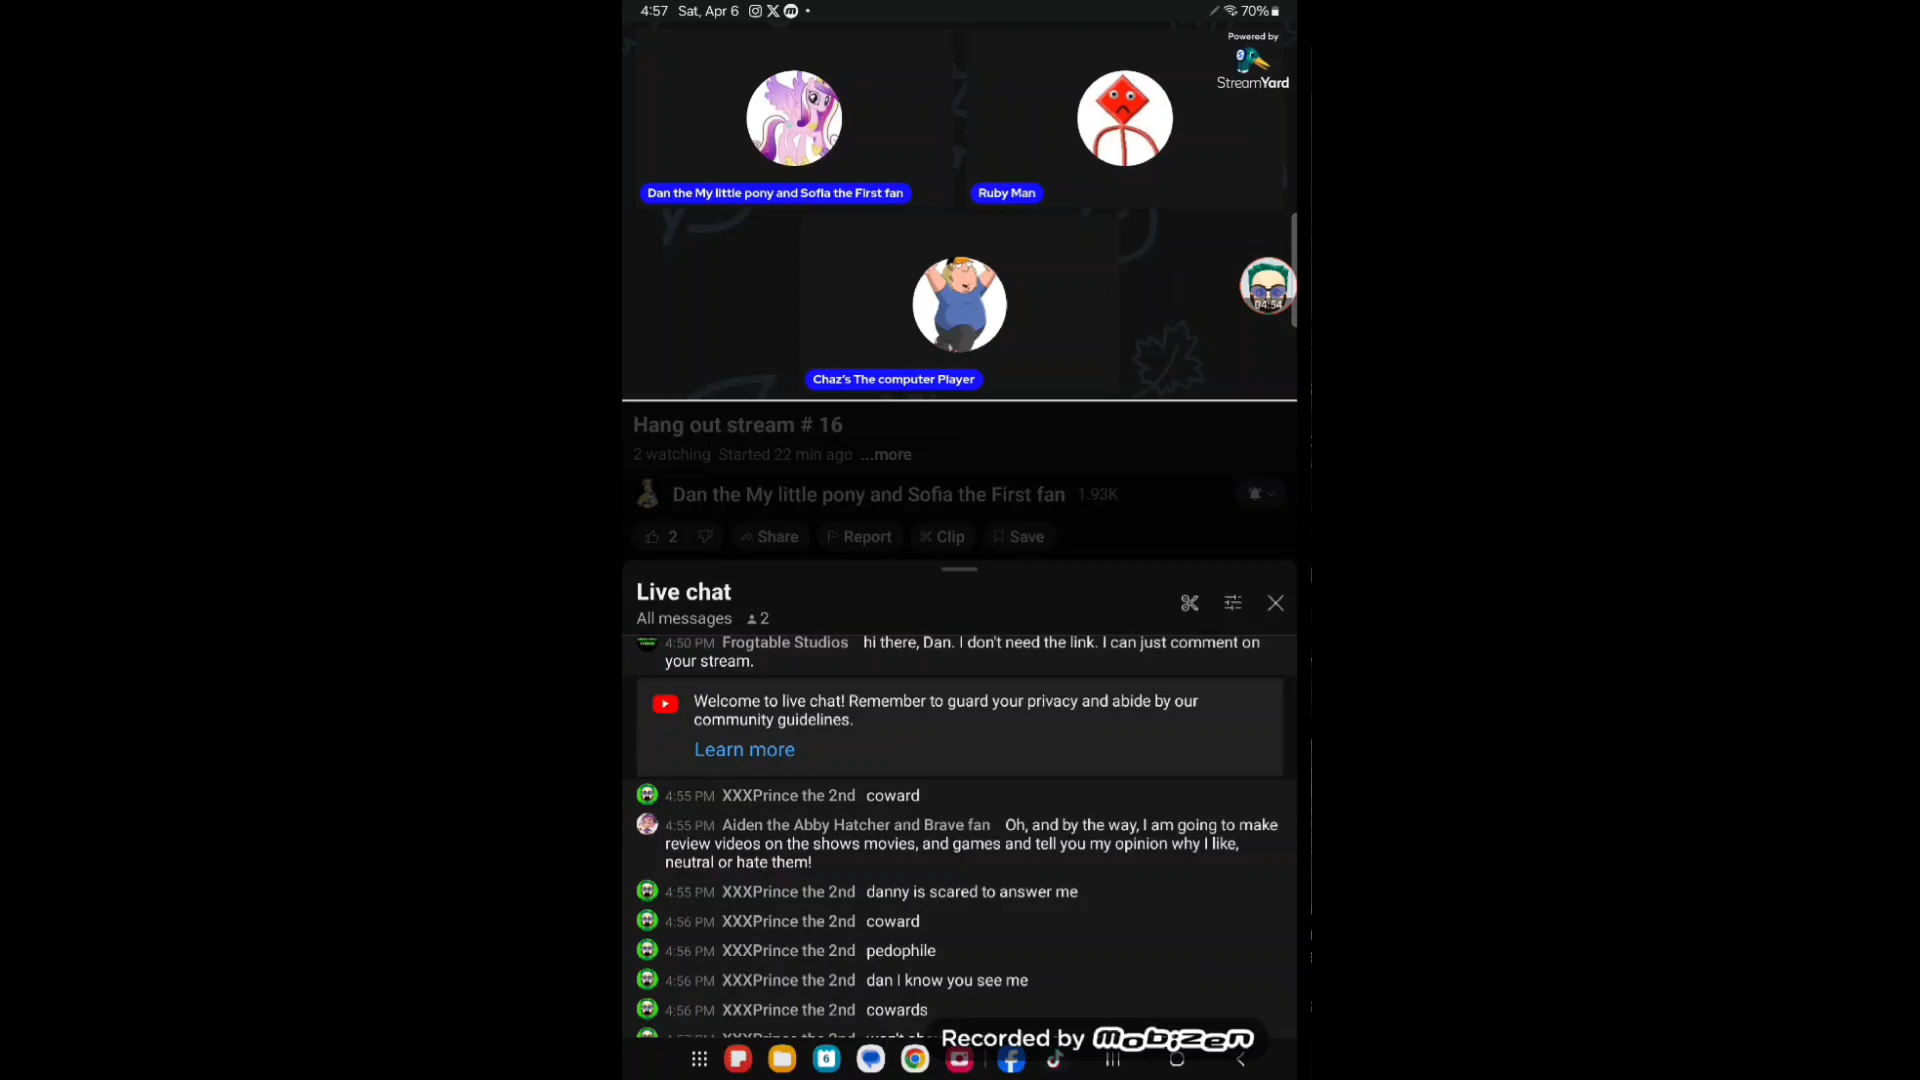 4:57 Sat, Apr 6 70%
Powered by
StreamYard
Dan the My little pony and Sofia the First fan
Ruby Man
04:54
Chaz's The computer Player
Hang out stream # 16
2 watching Started 22 min ago ...more
Dan the My little pony and Sofia the First fan 1.93K
2 Share Report Clip Save
Live chat
All messages 2
4:50 PM Frogtable Studios hi there, Dan. I don't need the link. I can just comment on
your stream.
Welcome to live chat! Remember to guard your privacy and abide by our
community guidelines.
Learn more
4:55 PM XXXPrince the 2nd coward
4:55 PM Aiden the Abby Hatcher and Brave fan Oh, and by the way, I am going to make
review videos on the shows movies, and games and tell you my opinion why I like,
neutral or hate them!
4:55 PM XXXPrince the 2nd danny is scared to answer me
4:56 PM XXXPrince the 2nd coward
4:56 PM XXXPrince the 2nd pedophile
4:56 PM XXXPrince the 2nd dan I know you see me
4:56 PM XXXPrince the 2nd cowards
XXXPrince the 2nd
Recorded by mobizen
6